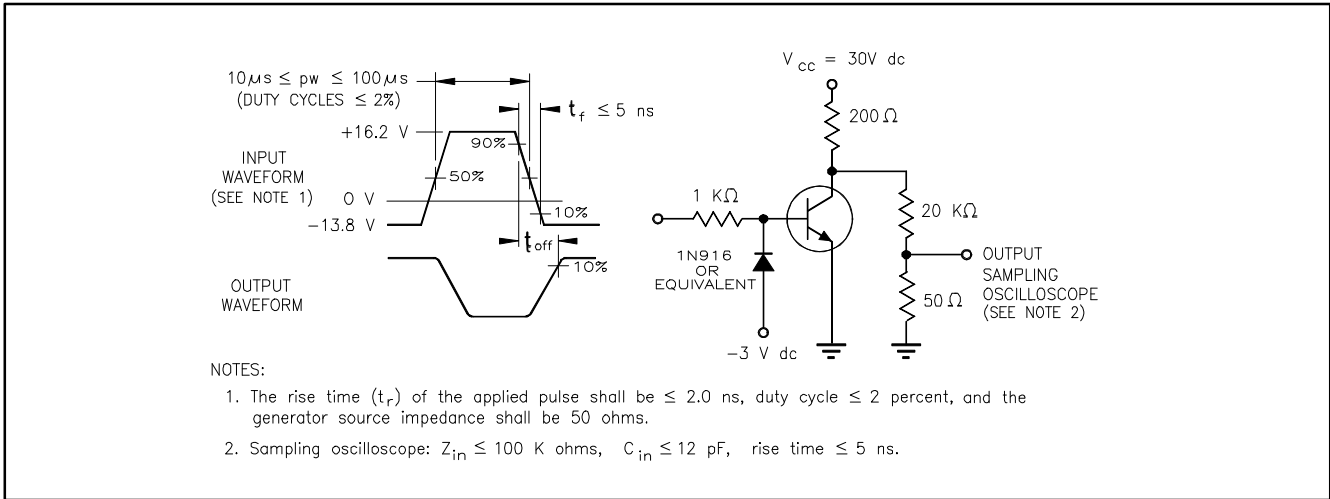 10μs ≤ pw ≤ 100μs
(DUTY CYCLES ≤ 2%)
t_f ≤ 5 ns
+16.2 V
90%
INPUT
WAVEFORM
(SEE NOTE 1)
50%
0 V
10%
−13.8 V
t_off
10%
OUTPUT
WAVEFORM
V_CC = 30V dc
200Ω
1 KΩ
20 KΩ
1N916
OR
EQUIVALENT
OUTPUT
SAMPLING
OSCILLOSCOPE
(SEE NOTE 2)
50Ω
−3 V dc
NOTES:
1. The rise time (t_r) of the applied pulse shall be ≤ 2.0 ns, duty cycle ≤ 2 percent, and the
generator source impedance shall be 50 ohms.
2. Sampling oscilloscope: Z_in ≤ 100 K ohms, C_in ≤ 12 pF, rise time ≤ 5 ns.